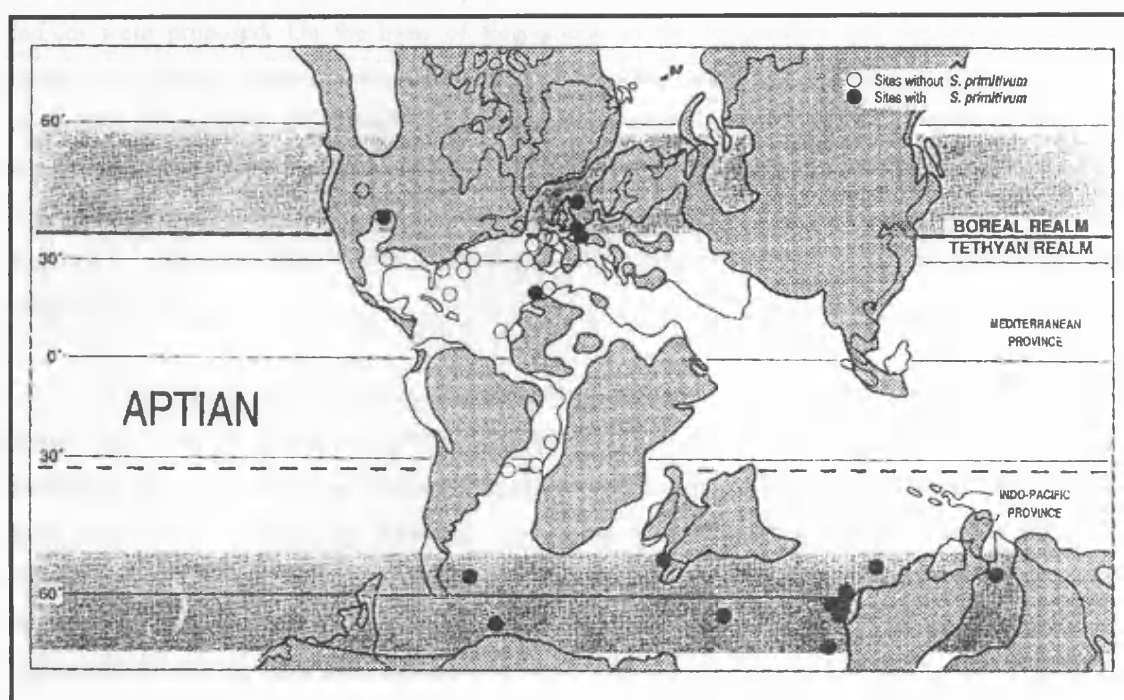 Sites without S. primitivum
Sites with S. primitivum
60°
BOREAL REALM
TETHYAN REALM
30°
MEDITERRANEAN
PROVINCE
0°
APTIAN
30°
INDO-PACIFIC
PROVINCE
60°